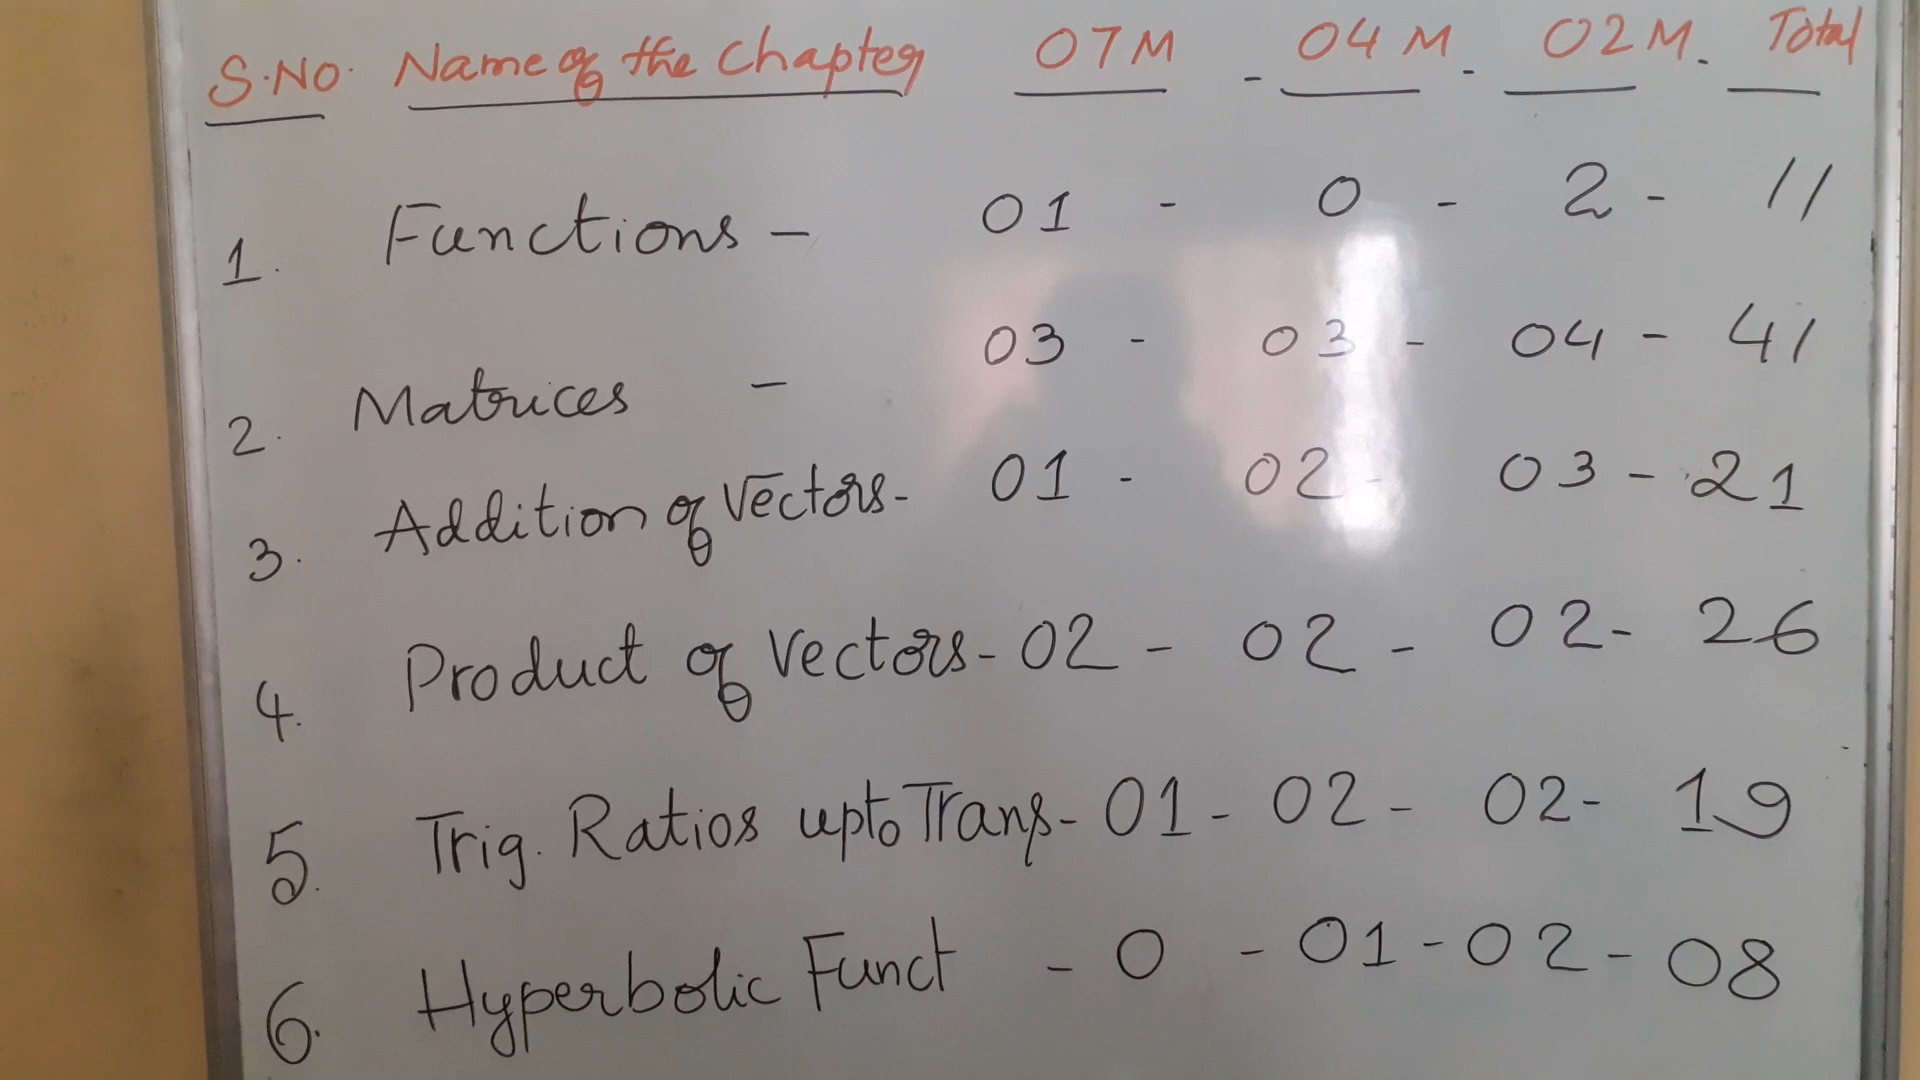 S.No. Name of the Chapter 07M - 04M - 02M. Total
1. Functions - 01 - 0 - 2 - 11
2. Matrices - 03 - 03 - 04 - 41
3. Addition of Vectors - 01 - 02 - 03 - 21
4. Product of Vectors - 02 - 02 - 02 - 26
5. Trig. Ratios upto Trans - 01 - 02 - 02 - 19
6. Hyperbolic Funct - 0 - 01 - 02 - 08